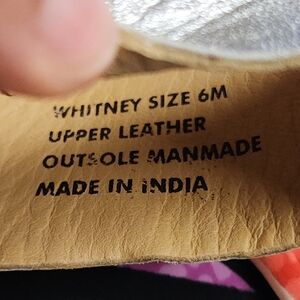 WHITNEY SIZE 6M
UPPER LEATHER
OUTSOLE MANMADE
MADE IN INDIA